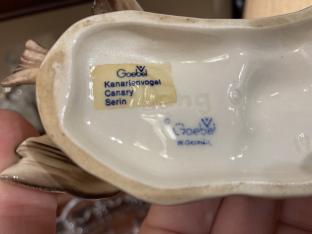 Goebel
Kanarienvogel
Canary
Serin
Goebel
W. Germany